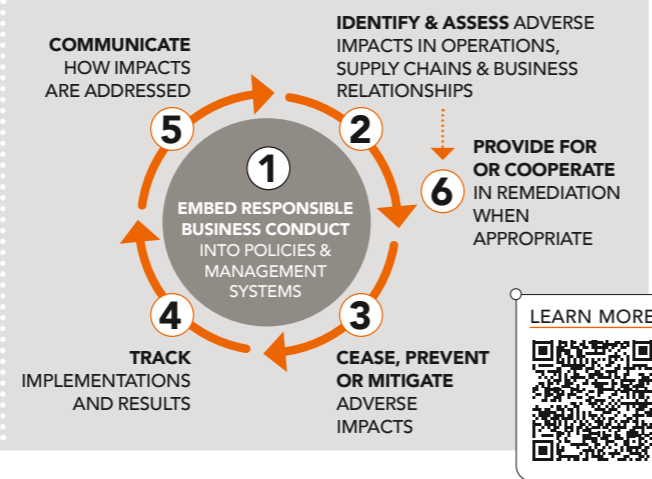 1
EMBED RESPONSIBLE
BUSINESS CONDUCT
INTO POLICIES &
MANAGEMENT
SYSTEMS
2
IDENTIFY & ASSESS ADVERSE
IMPACTS IN OPERATIONS,
SUPPLY CHAINS & BUSINESS
RELATIONSHIPS
3
CEASE, PREVENT
OR MITIGATE
ADVERSE
IMPACTS
4
TRACK
IMPLEMENTATIONS
AND RESULTS
5
COMMUNICATE
HOW IMPACTS
ARE ADDRESSED
6
PROVIDE FOR
OR COOPERATE
IN REMEDIATION
WHEN
APPROPRIATE
LEARN MORE